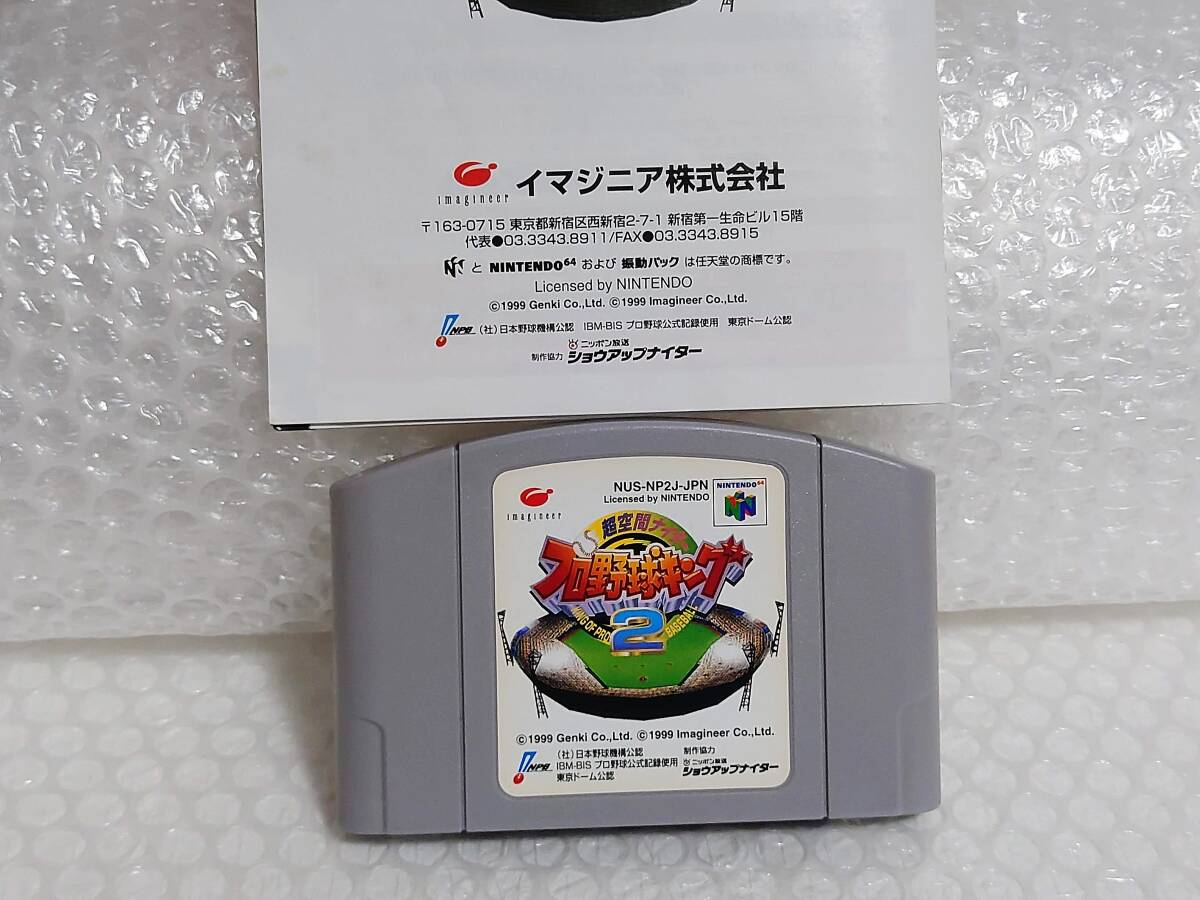 imagineer イマジニア株式会社
〒163-0715 東京都新宿区西新宿2-7-1 新宿第一生命ビル15階
代表●03.3343.8911/FAX●03.3343.8915
と NINTENDO64 および 振動パック は任天堂の商標です。
Licensed by NINTENDO
©1999 Genki Co.,Ltd. ©1999 Imagineer Co.,Ltd.
NPB (社)日本野球機構公認 IBM-BIS プロ野球公式記録使用 東京ドーム公認
ニッポン放送
制作協力 ショウアップナイター
NUS-NP2J-JPN
Licensed by NINTENDO
NINTENDO64
imagineer
超空間ナイター
プロ野球キング
2
KING OF PRO BASEBALL
©1999 Genki Co.,Ltd. ©1999 Imagineer Co.,Ltd.
NPB
(社)日本野球機構公認
IBM-BIS プロ野球公式記録使用
東京ドーム公認
制作協力
ニッポン放送
ショウアップナイター